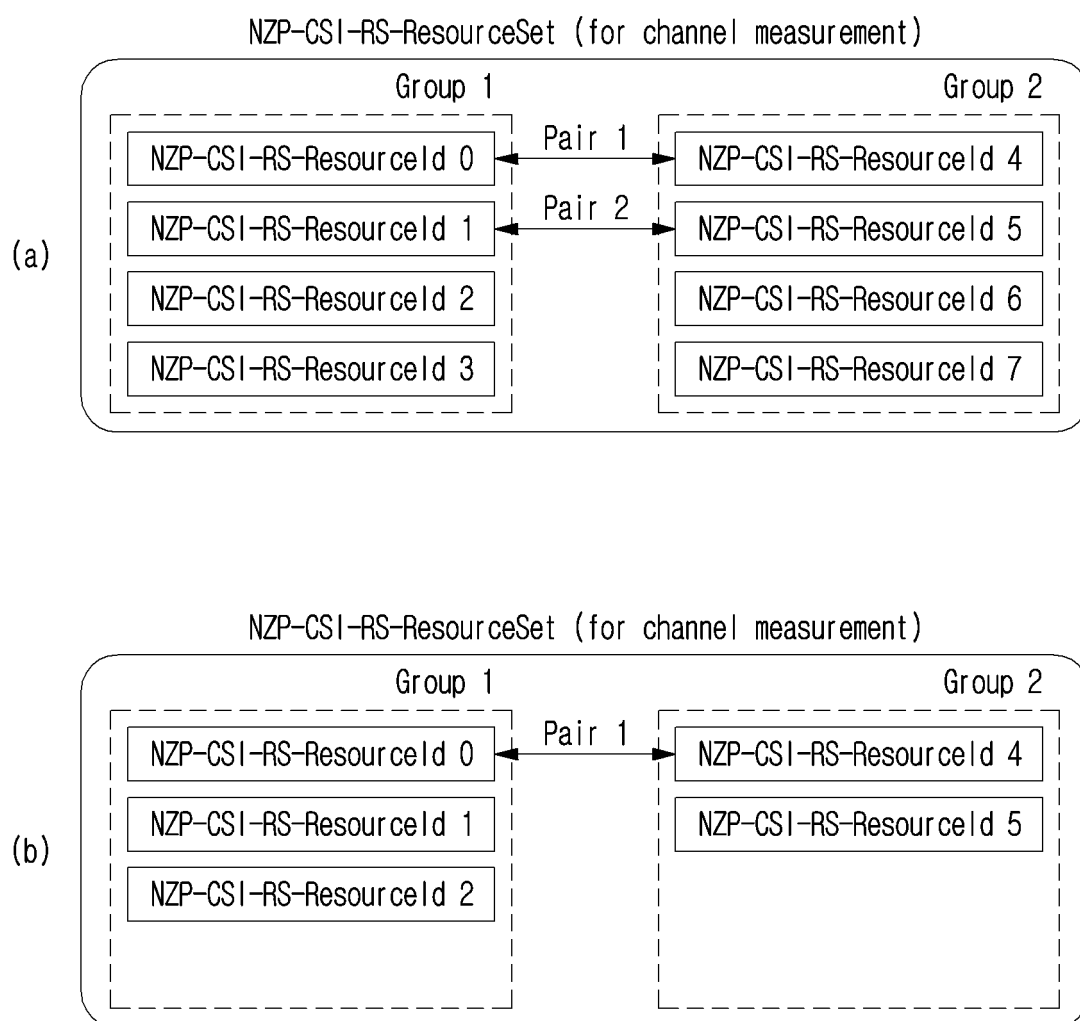 NZP-CSI-RS-ResourceSet (for channel measurement)
Group 1
Group 2
NZP-CSI-RS-ResourceId 0
Pair 1
NZP-CSI-RS-ResourceId 4
NZP-CSI-RS-ResourceId 1
Pair 2
NZP-CSI-RS-ResourceId 5
(a)
NZP-CSI-RS-ResourceId 2
NZP-CSI-RS-ResourceId 6
NZP-CSI-RS-ResourceId 3
NZP-CSI-RS-ResourceId 7
NZP-CSI-RS-ResourceSet (for channel measurement)
Group 1
Group 2
NZP-CSI-RS-ResourceId 0
Pair 1
NZP-CSI-RS-ResourceId 4
NZP-CSI-RS-ResourceId 1
NZP-CSI-RS-ResourceId 5
(b)
NZP-CSI-RS-ResourceId 2